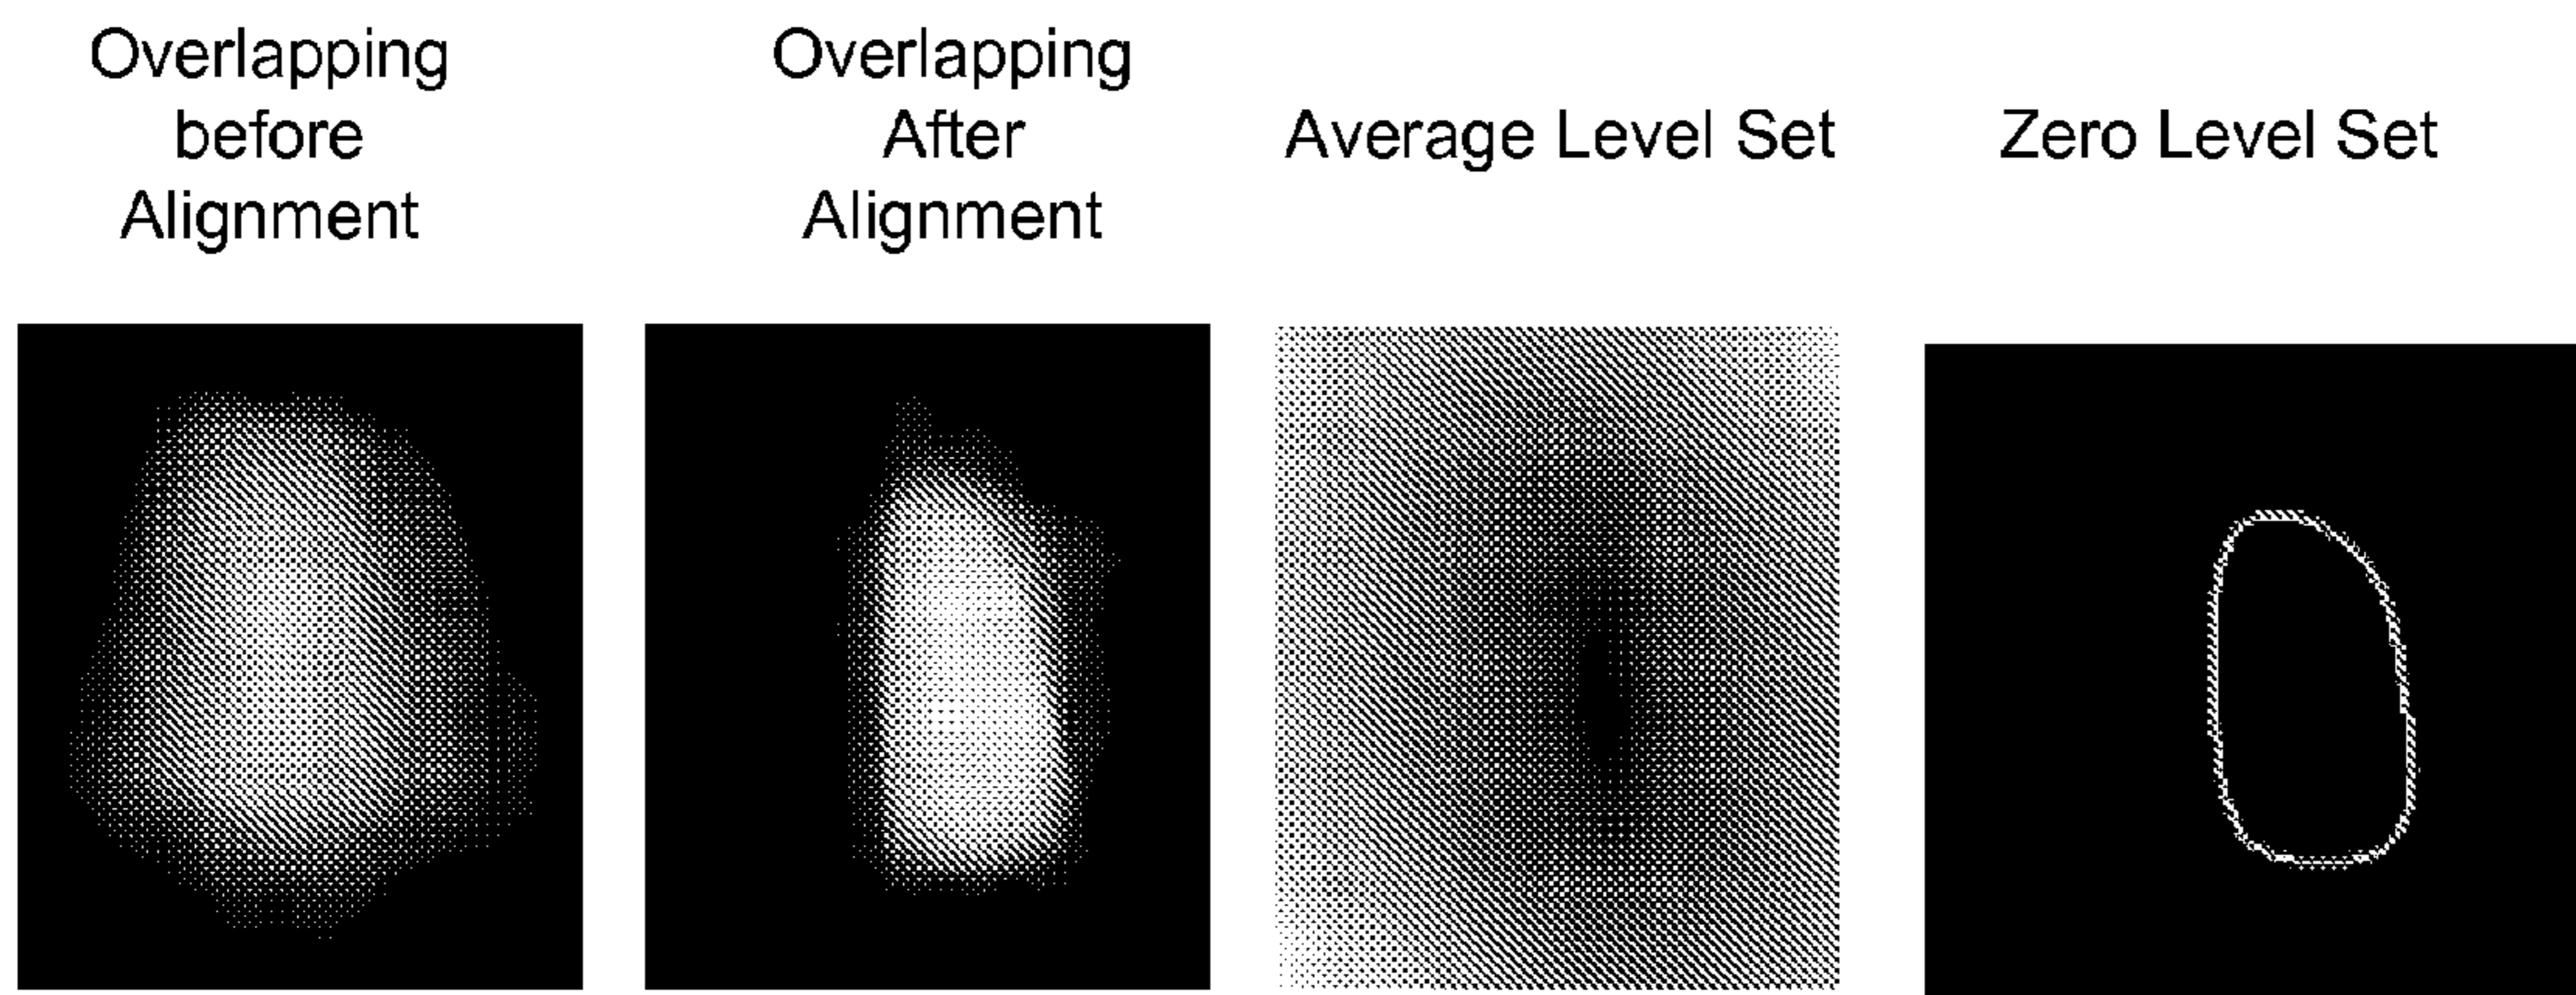 Overlapping
before
Alignment
Overlapping
After
Alignment
Average Level Set
Zero Level Set